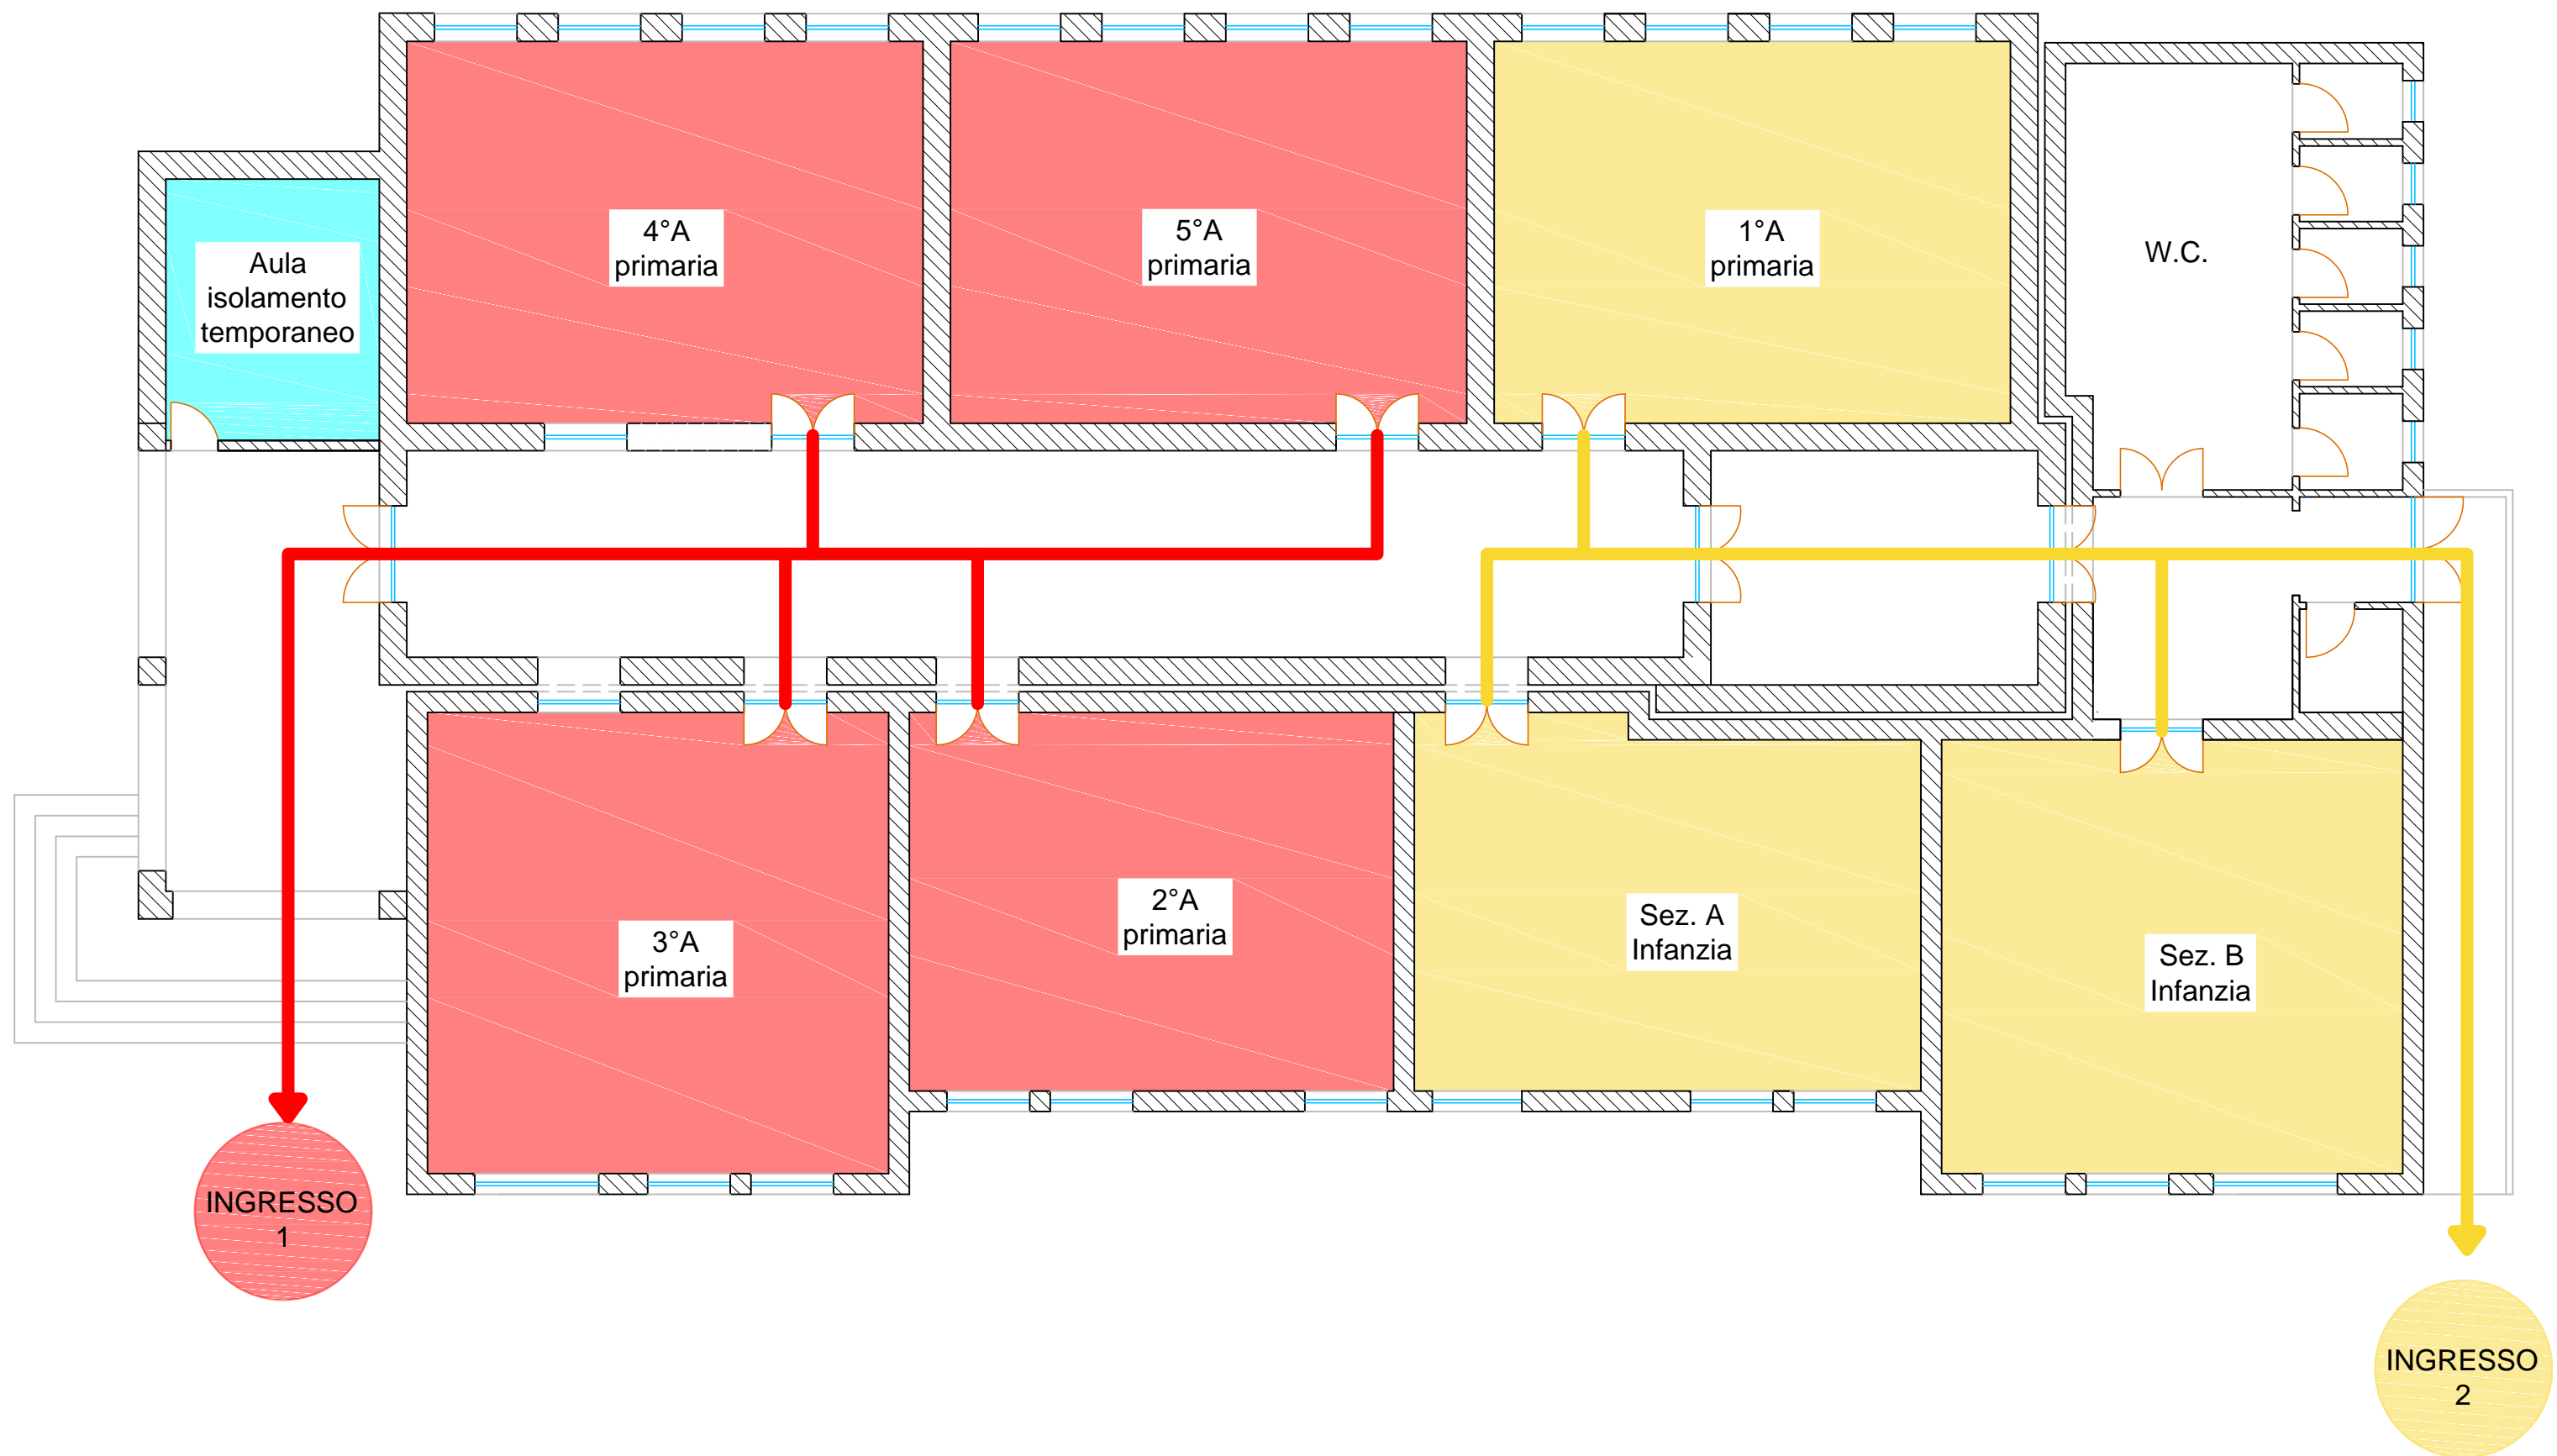 4°A
primaria
5°A
primaria
1°A
primaria
W.C.
Aula
isolamento
temporaneo
3°A
primaria
2°A
primaria
Sez. A
Infanzia
Sez. B
Infanzia
INGRESSO
1
INGRESSO
2